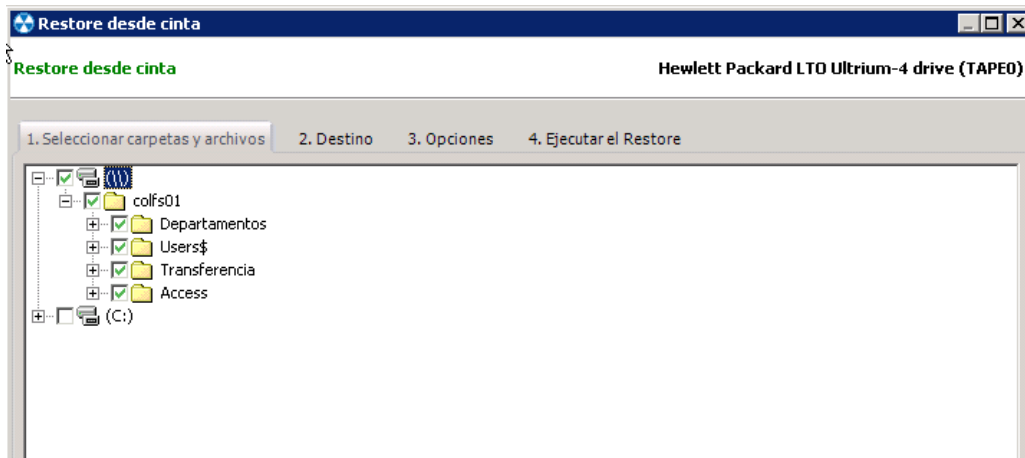 Restore desde cinta
Restore desde cinta Hewlett Packard LTO Ultrium-4 drive (TAPE0)
1. Seleccionar carpetas y archivos 2. Destino 3. Opciones 4. Ejecutar el Restore
(\\)
colfs01
Departamentos
Users$
Transferencia
Access
(C:)